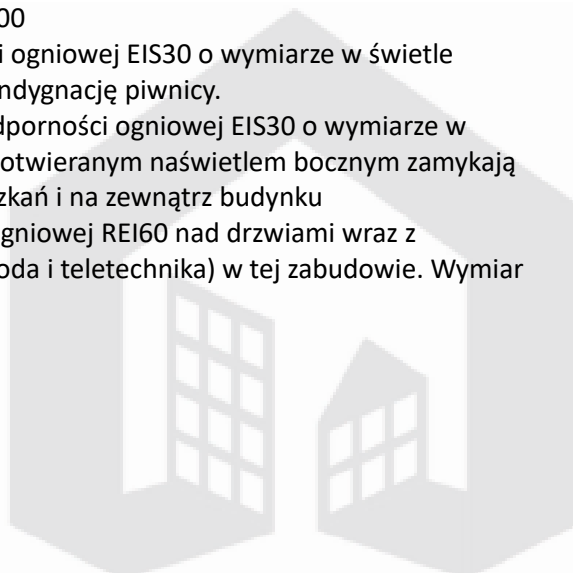 00
i ogniowej EIS30 o wymiarze w świetle
ndygnację piwnicy.
dporności ogniowej EIS30 o wymiarze w
otwieranym naświetlem bocznym zamykają
zkań i na zewnątrz budynku
gniowej REI60 nad drzwiami wraz z
oda i teletechnika) w tej zabudowie. Wymiar